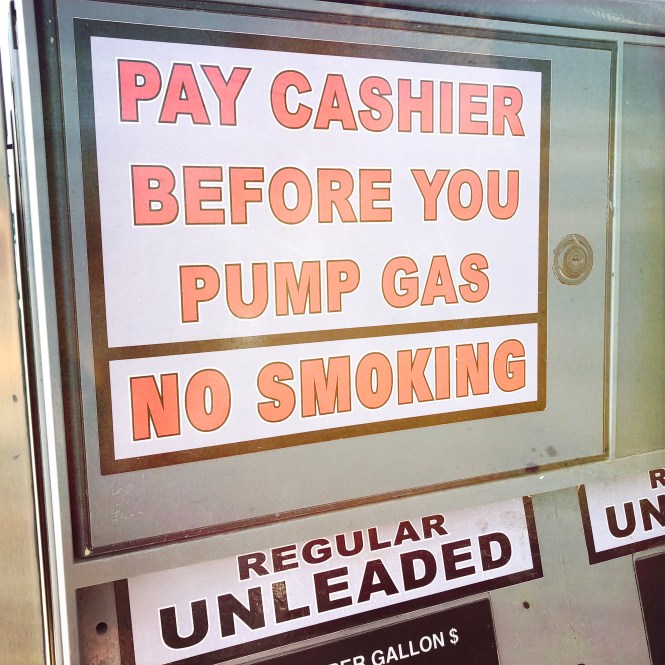 PAY CASHIER
BEFORE YOU
PUMP GAS
NO SMOKING
REGULAR
UNLEADED
GALLON $